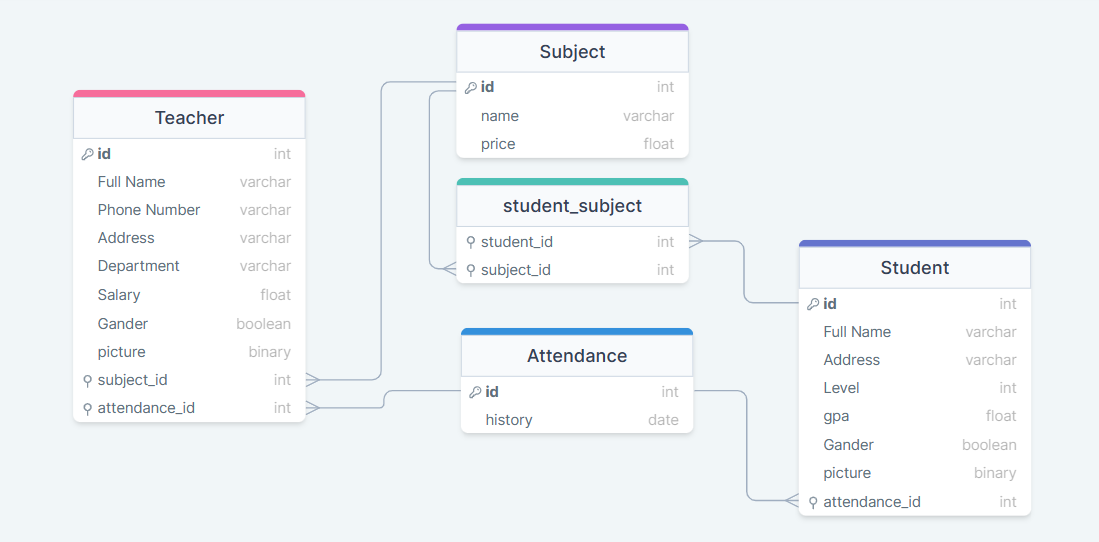 Teacher
id int
Full Name varchar
Phone Number varchar
Address varchar
Department varchar
Salary float
Gander boolean
picture binary
subject_id int
attendance_id int
Subject
id int
name varchar
price float
student_subject
student_id int
subject_id int
Attendance
id int
history date
Student
id int
Full Name varchar
Address varchar
Level int
gpa float
Gander boolean
picture binary
attendance_id int